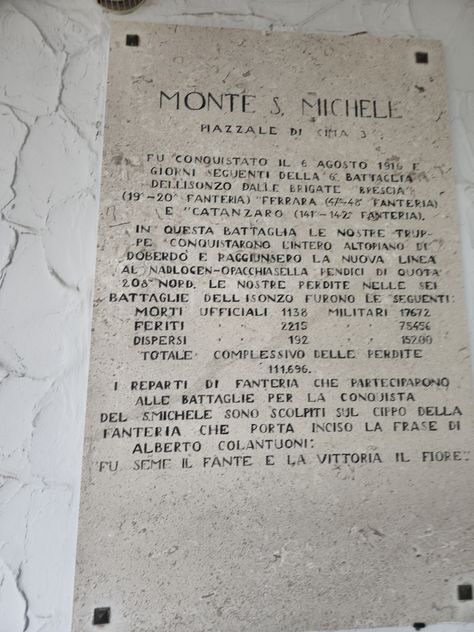 MONTE S. MICHELE
PIAZZALE DI CIMA 3
FU CONQUISTATO IL 6 AGOSTO 1916 E
GIORNI SEGUENTI DELLA 6ª BATTAGLIA
DELL'ISONZO DALLE BRIGATE "BRESCIA"
(19ª-20ª FANTERIA) "FERRARA (47ª-48ª FANTERIA)
E "CATANZARO (141ª-142ª FANTERIA).
IN QUESTA BATTAGLIA LE NOSTRE TRUP-
PE CONQUISTARONO L'INTERO ALTOPIANO DI
DOBERDO E RAGGIUNSERO LA NUOVA LINEA
AL NADLOGEN-OPACCHIASELLA PENDICI DI QUOTA
208 NORD. LE NOSTRE PERDITE NELLE SEI
BATTAGLIE DELL'ISONZO FURONO LE SEGUENTI:
MORTI UFFICIALI 1138 MILITARI 17672
FERITI " 2215 " 75456
DISPERSI " 192 " 15200
TOTALE COMPLESSIVO DELLE PERDITE
111.696.
I REPARTI DI FANTERIA CHE PARTECIPARONO
ALLE BATTAGLIE PER LA CONQUISTA
DEL S.MICHELE SONO SCOLPITI SUL CIPPO DELLA
FANTERIA CHE PORTA INCISO LA FRASE DI
ALBERTO COLANTUONI:
"FU SEME IL FANTE E LA VITTORIA IL FIORE"